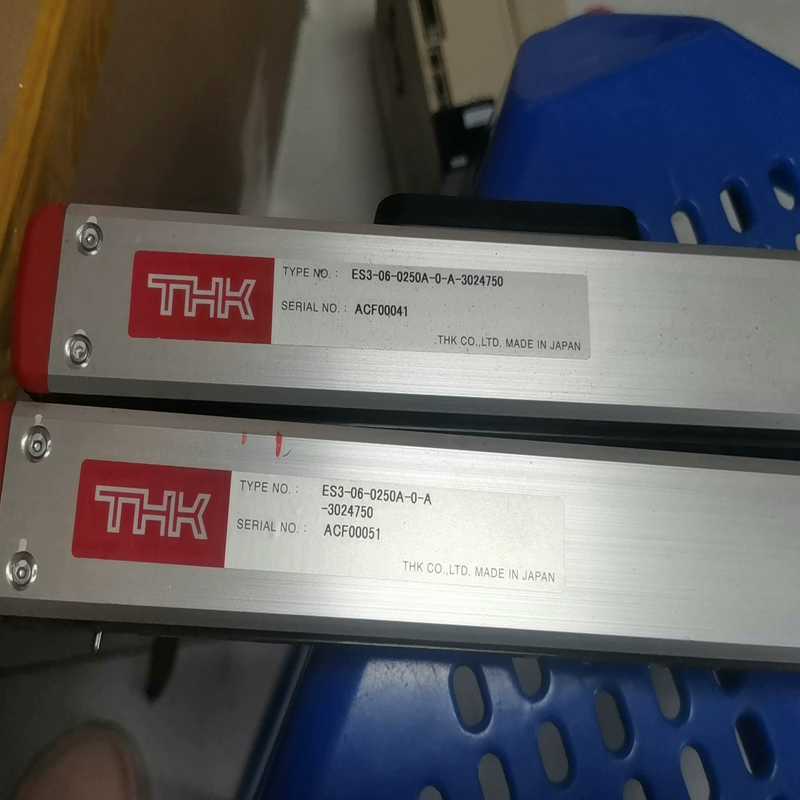 THK
TYPE NO. : ES3-06-0250A-0-A-3024750
SERIAL NO. : ACF00041
THK CO.,LTD. MADE IN JAPAN
THK
TYPE NO. : ES3-06-0250A-0-A
-3024750
SERIAL NO. : ACF00051
THK CO.,LTD. MADE IN JAPAN